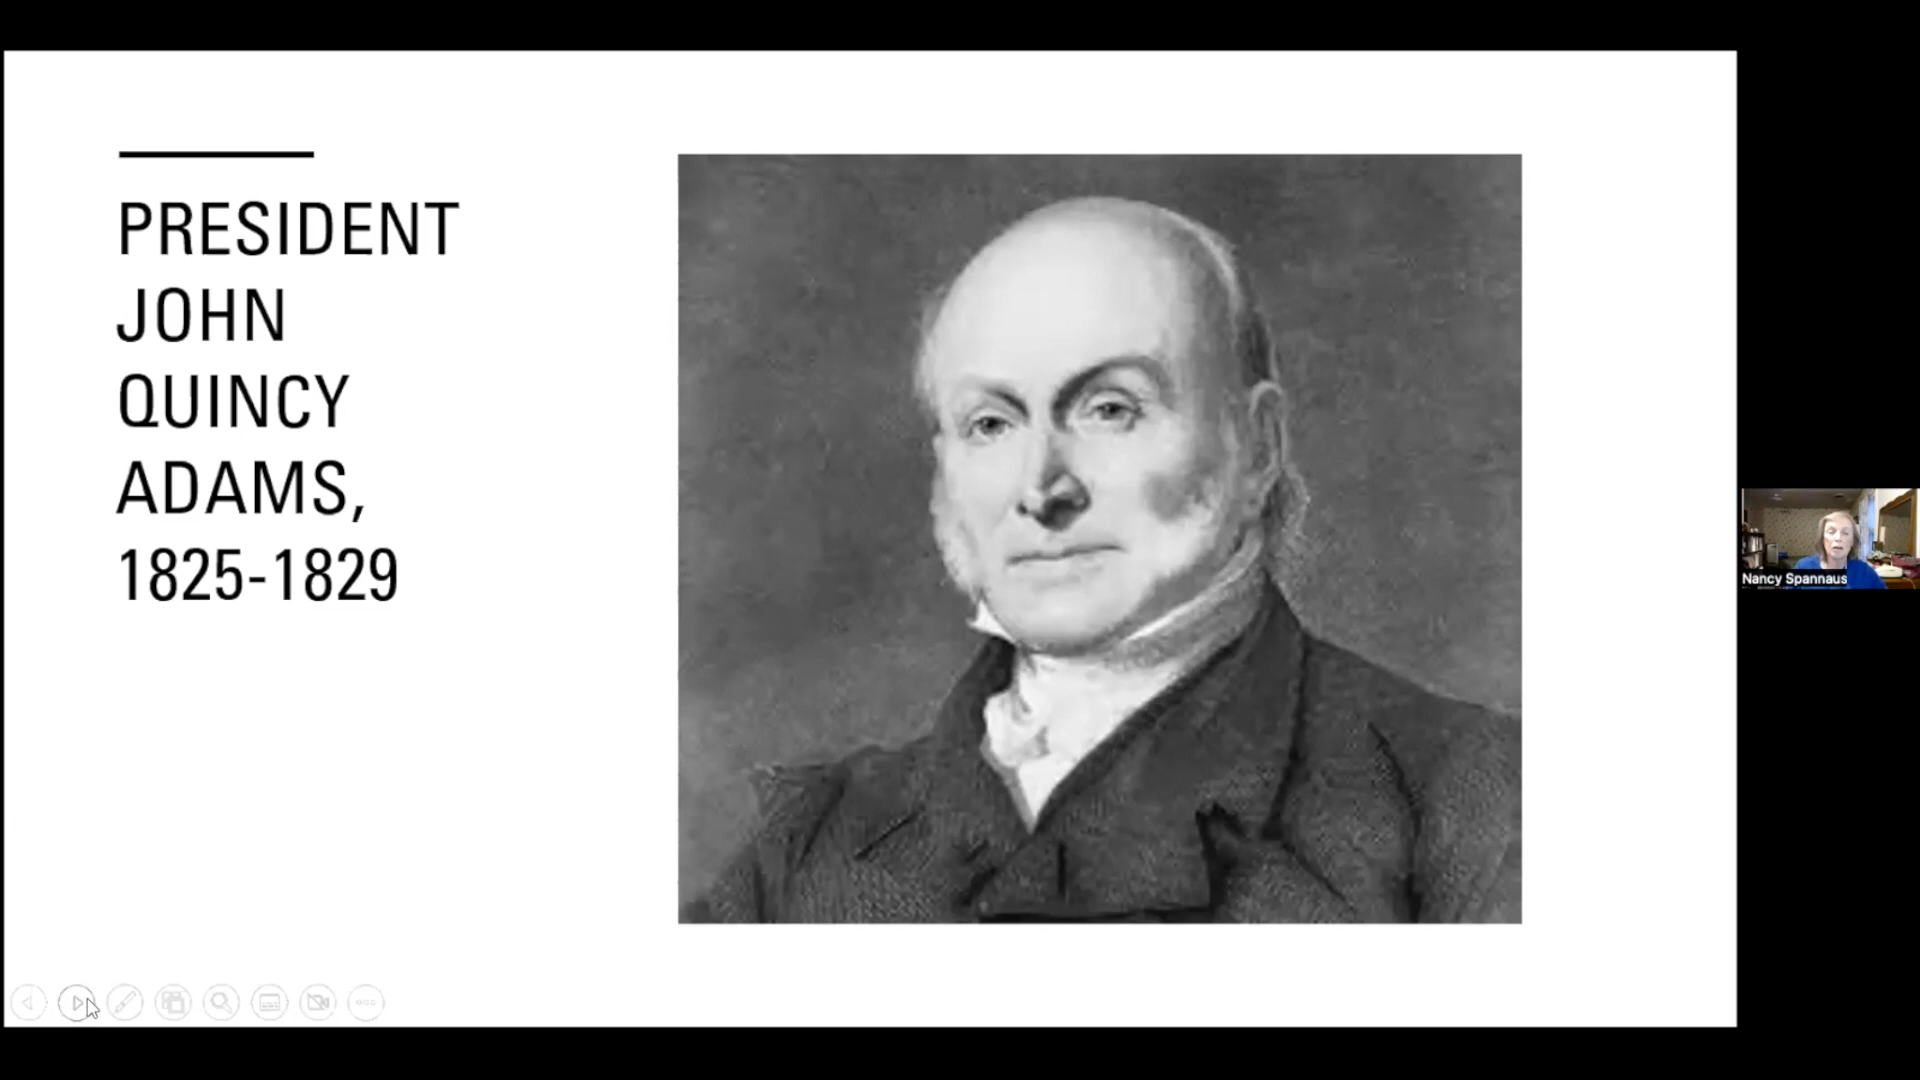 PRESIDENT
JOHN
QUINCY
ADAMS,
1825-1829
Nancy Spannaus